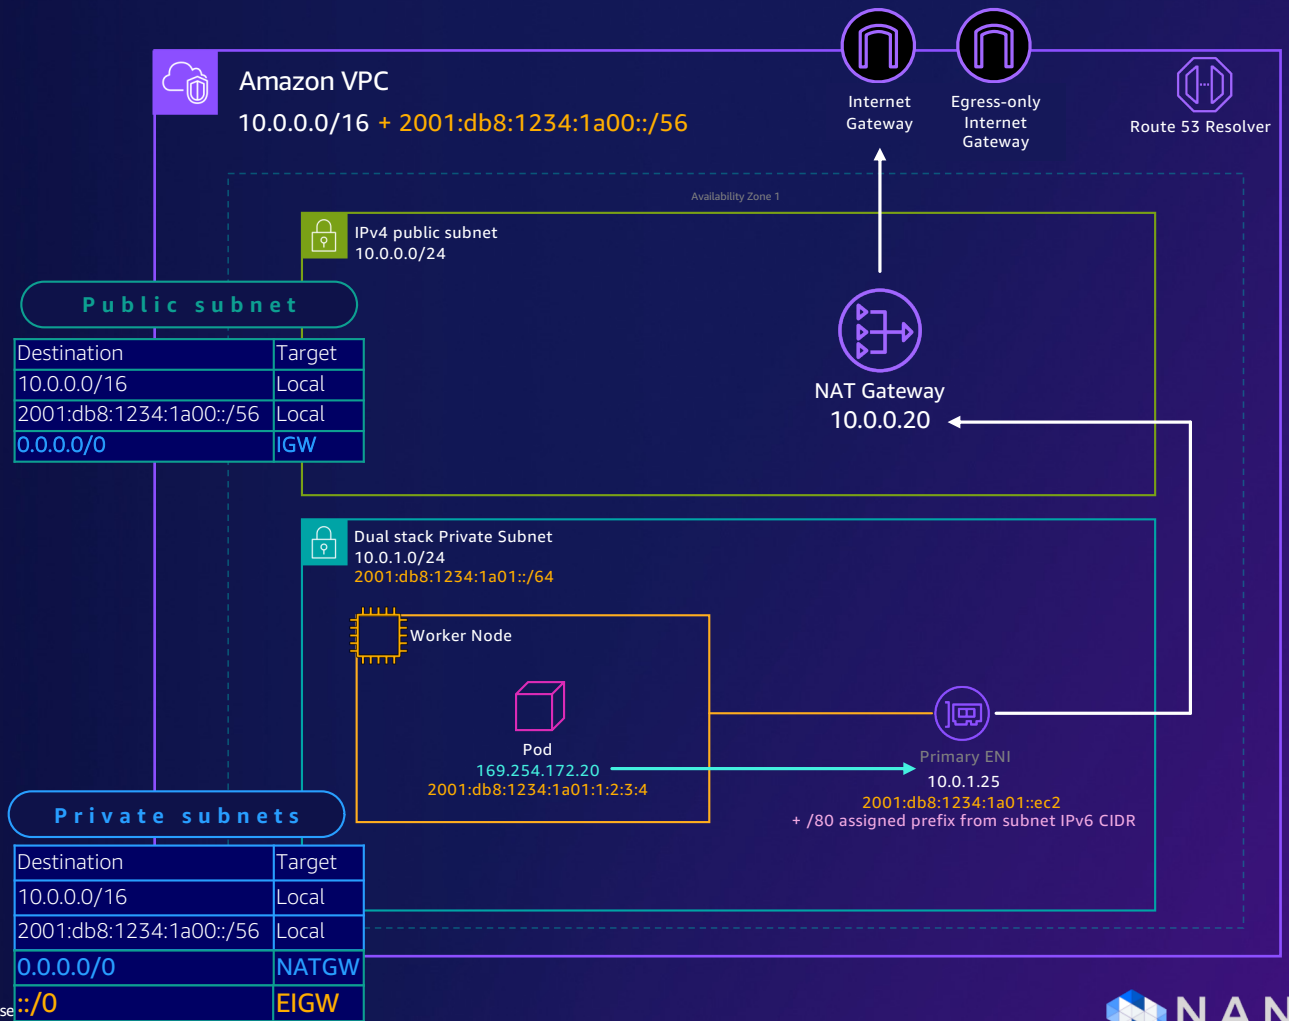 Amazon VPC
10.0.0.0/16 + 2001:db8:1234:1a00::/56
Internet
Gateway
Egress-only
Internet
Gateway
Route 53 Resolver
Availability Zone 1
IPv4 public subnet
10.0.0.0/24
Public subnet
Destination Target
10.0.0.0/16 Local
2001:db8:1234:1a00::/56 Local
0.0.0.0/0 IGW
NAT Gateway
10.0.0.20
Dual stack Private Subnet
10.0.1.0/24
2001:db8:1234:1a01::/64
Worker Node
Pod
169.254.172.20
2001:db8:1234:1a01:1:2:3:4
Primary ENI
10.0.1.25
2001:db8:1234:1a01::ec2
+ /80 assigned prefix from subnet IPv6 CIDR
Private subnets
Destination Target
10.0.0.0/16 Local
2001:db8:1234:1a00::/56 Local
0.0.0.0/0 NATGW
::/0 EIGW
se
NAN